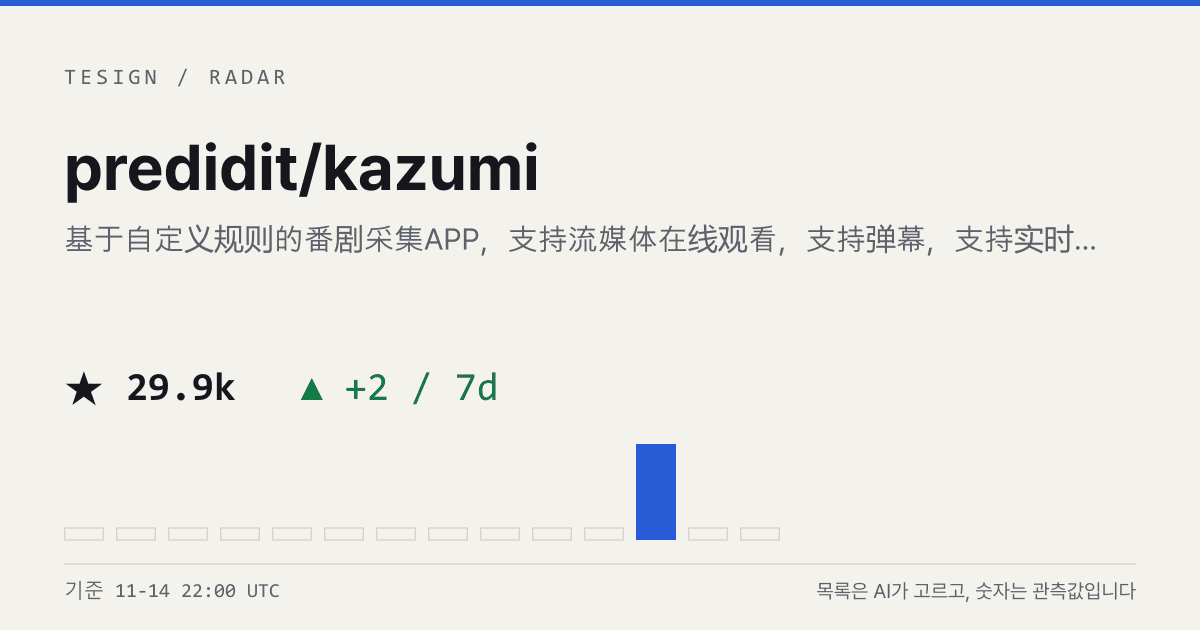 TESIGN / RADAR
predidit/kazumi
基于自定义规则的番剧采集APP，支持流媒体在线观看，支持弹幕，支持实时…
★ 29.9k ▲ +2 / 7d
기준 11-14 22:00 UTC
목록은 AI가 고르고, 숫자는 관측값입니다